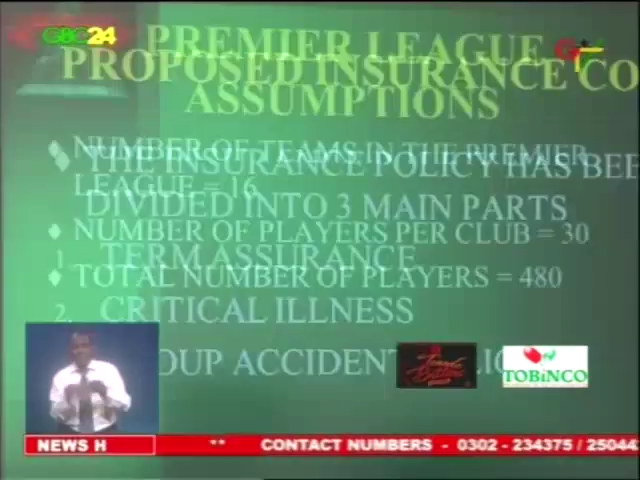 GBC24
GTV
PREMIER LEAGUE
PROPOSED INSURANCE CO
ASSUMPTIONS
NUMBER OF TEAMS IN THE PREMIER
THE INSURANCE POLICY HAS BEE
LEAGUE = 16
DIVIDED INTO 3 MAIN PARTS
NUMBER OF PLAYERS PER CLUB = 30
1. TERM ASSURANCE
TOTAL NUMBER OF PLAYERS = 480
2. CRITICAL ILLNESS
OUP ACCIDENT
TOBINCO
NEWS H
** CONTACT NUMBERS - 0302 - 234375 / 25044